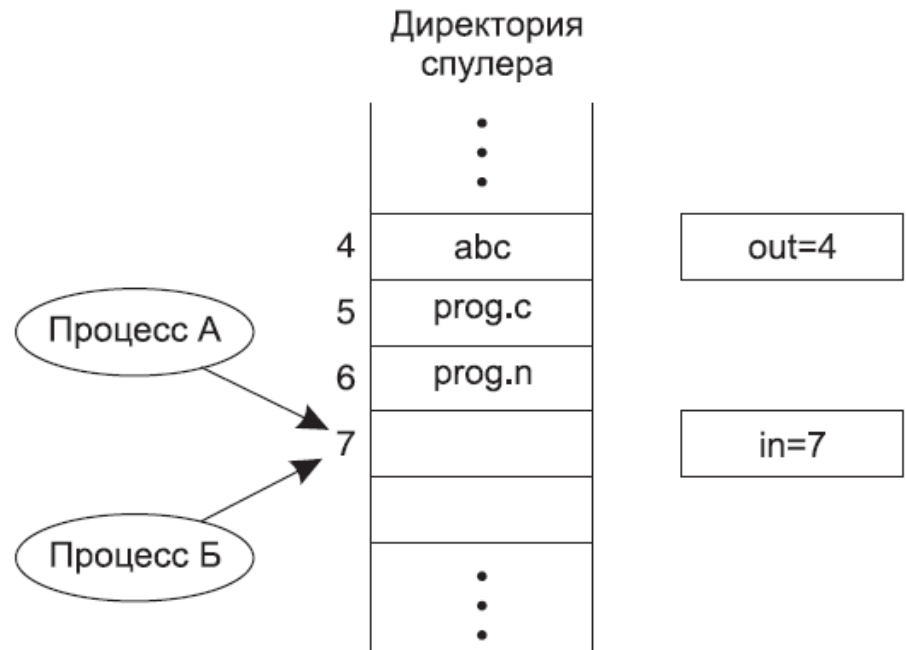 Директория
спулера
4 abc out=4
5 prog.c
Процесс А
6 prog.n
7 in=7
Процесс Б